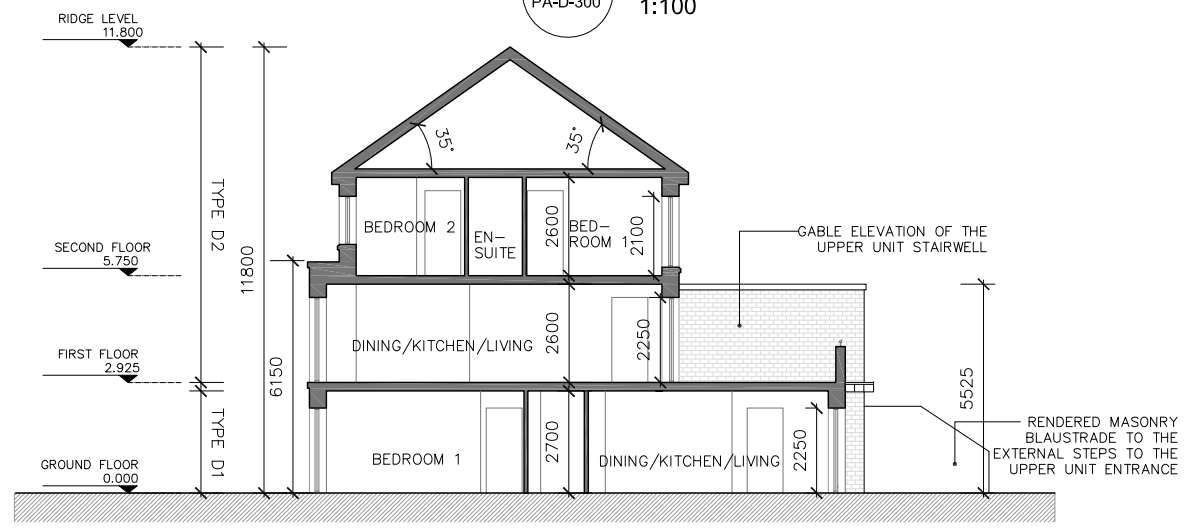 PA-D-300
1:100
RIDGE LEVEL
11.800
35°
35°
TYPE D2
11800
BEDROOM 2
EN-
SUITE
2600
BED-
ROOM 1
2100
GABLE ELEVATION OF THE
UPPER UNIT STAIRWELL
SECOND FLOOR
5.750
DINING/KITCHEN/LIVING
2600
2250
FIRST FLOOR
2.925
6150
5525
TYPE D1
BEDROOM 1
2700
DINING/KITCHEN/LIVING
2250
RENDERED MASONRY
BLAUSTRADE TO THE
EXTERNAL STEPS TO THE
UPPER UNIT ENTRANCE
GROUND FLOOR
0.000